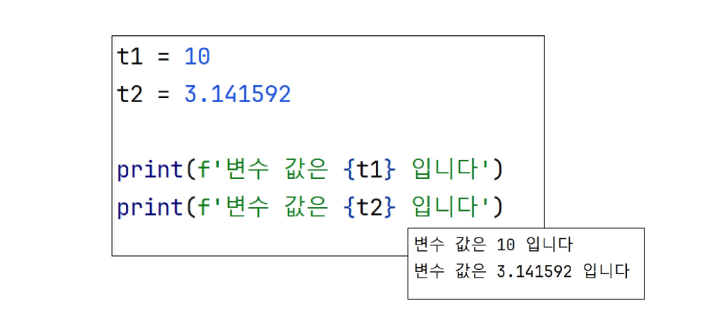 t1 = 10
t2 = 3.141592
print(f'변수 값은 {t1} 입니다')
print(f'변수 값은 {t2} 입니다')
변수 값은 10 입니다
변수 값은 3.141592 입니다